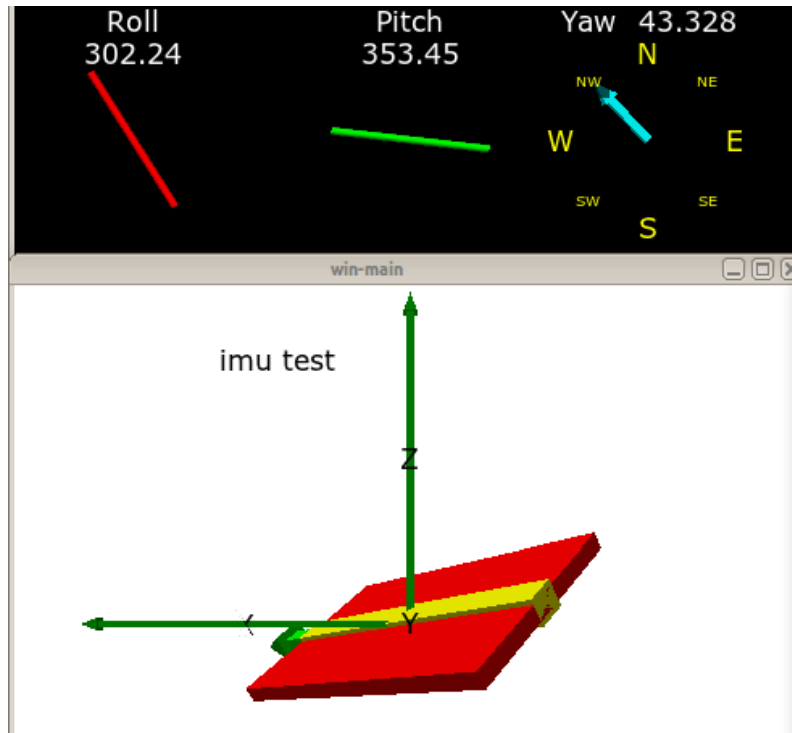 Roll Pitch Yaw 43.328
302.24 353.45 N
NW NE
W E
SW SE
S
win-main
imu test
Z
Y